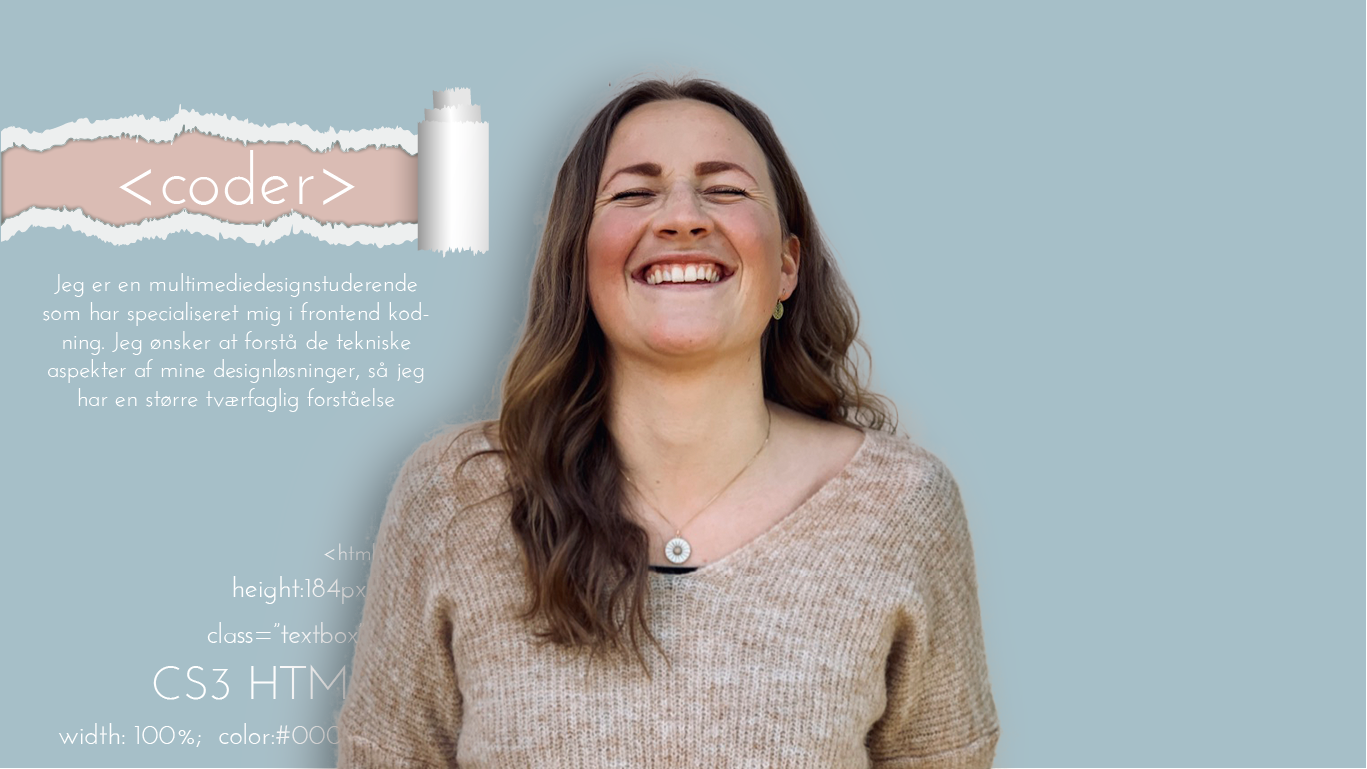 <coder>
Jeg er en multimediedesignstuderende
som har specialiseret mig i frontend kod-
ning. Jeg ønsker at forstå de tekniske
aspekter af mine designløsninger, så jeg
har en større tværfaglig forståelse
<html
height:184px
class="textbox
CS3 HTM
width: 100%; color:#000